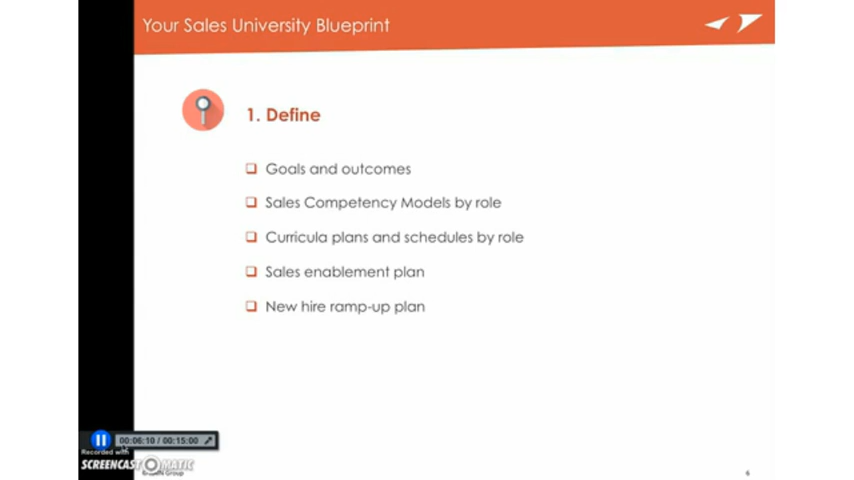 Your Sales University Blueprint
1. Define
Goals and outcomes
Sales Competency Models by role
Curricula plans and schedules by role
Sales enablement plan
New hire ramp-up plan
00:06:10 / 00:15:00
Recorded with
SCREENCAST MATIC
Group
6